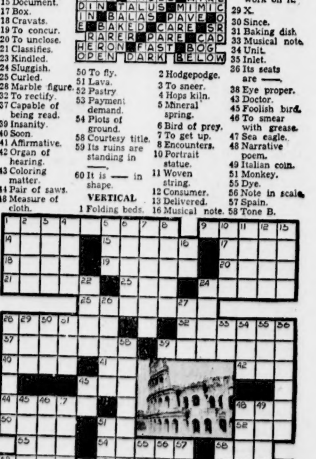 15 Document.
17 Box.
18 Cravats.
19 To concur.
20 To unclose.
21 Classifies.
23 Kindled.
24 Sluggish.
25 Curled.
28 Marble figure.
32 To rectify.
37 Capable of
being read.
39 Insanity.
40 Soon.
41 Affirmative.
42 Organ of
hearing.
43 Coloring
matter.
44 Pair of saws.
48 Measure of
cloth.
DIN TALUS MIMIC
IN BALAS PAVE O
E BAKED CARE SR
RARE R CARESSER
HERON FAST BOG
OPEN DARK BELOW
50 To fly.
51 Lava.
52 Pastry
53 Payment
demand.
54 Plots of
ground.
58 Courtesy title.
59 Its ruins are
standing in
—.
60 It is — in
shape.
VERTICAL
1 Folding beds.
2 Hodgepodge.
3 To sneer.
4 Hops kiln.
5 Mineral
spring.
6 Bird of prey.
7 To get up.
8 Encounters.
10 Portrait
statue.
11 Woven
string.
12 Consumer.
13 Delivered.
16 Musical note.
29 X.
30 Since.
31 Baking dish
33 Musical note.
34 Unit.
35 Inlet.
36 Its seats
are —.
38 Eye proper.
43 Doctor.
45 Foolish bird.
46 To smear
with grease.
47 Sea eagle.
48 Narrative
poem.
49 Italian coin.
51 Monkey.
55 Dye.
56 Note in scale.
57 Spain.
58 Tone B.